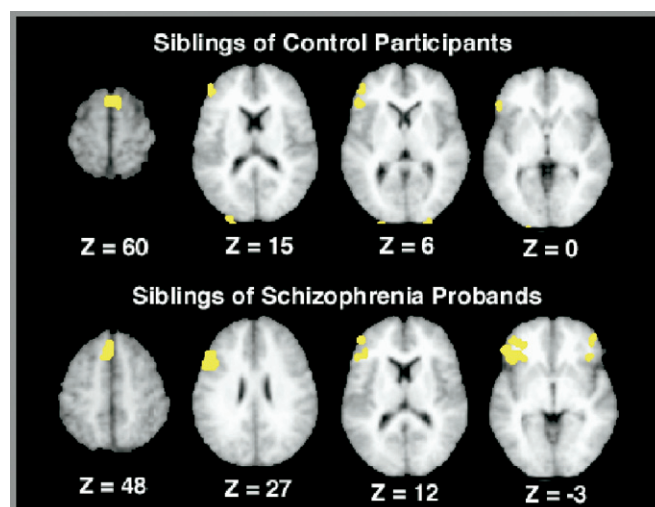 Siblings of Control Participants
Z = 60 Z = 15 Z = 6 Z = 0
Siblings of Schizophrenia Probands
Z = 48 Z = 27 Z = 12 Z = -3